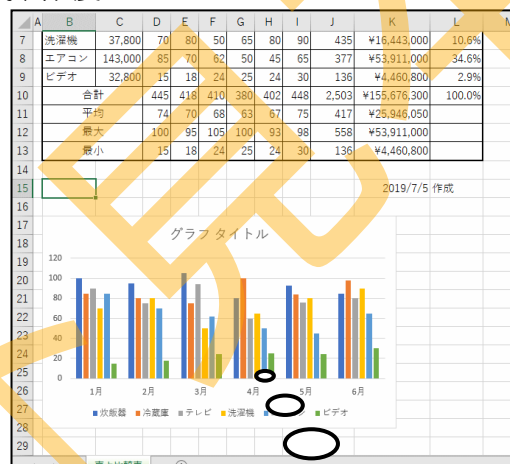 A B C D E F G H I J K L M
7 洗濯機 37,800 70 80 50 65 80 90 435 ¥16,443,000 10.6%
8 エアコン 143,000 85 70 62 50 45 65 377 ¥53,911,000 34.6%
9 ビデオ 32,800 15 18 24 25 24 30 136 ¥4,460,800 2.9%
10 合計 445 418 410 380 402 448 2,503 ¥155,676,300 100.0%
11 平均 74 70 68 63 67 75 417 ¥25,946,050
12 最大 100 95 105 100 93 98 558 ¥53,911,000
13 最小 15 18 24 25 24 30 136 ¥4,460,800
14
15 2019/7/5 作成
16
17
18 グラフタイトル
19
20
21
22
23
24
25
26
27
28
29
120
100
80
60
40
20
0
1月 2月 3月 4月 5月 6月
炊飯器 冷蔵庫 テレビ 洗濯機 ビデオ